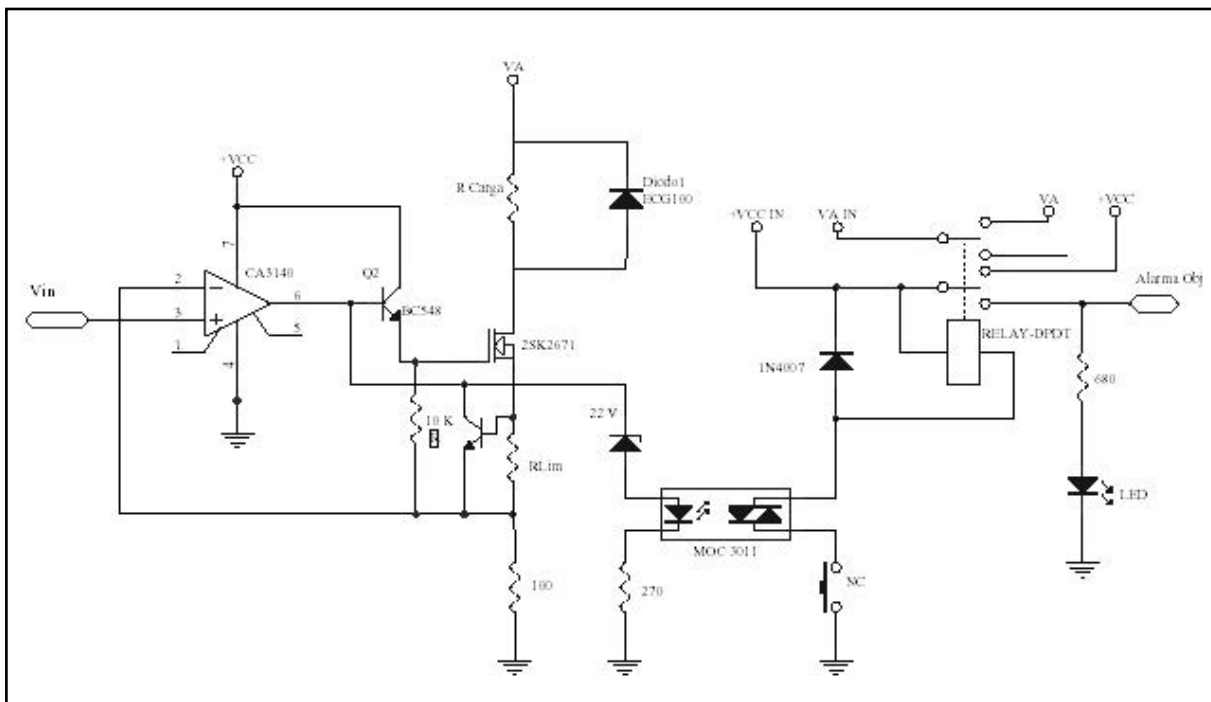 VA
+VCC
R Carga
Diodo1
ECG100
+VCC IN
VA IN
VA
+VCC
7
CA3140
Q2
Vin
2
6
3
BC548
5
1
4
2SK2671
Alarma Obj
RELAY-DPDT
1N4007
10 K
22 V
680
RLim
LED
MOC 3011
100
270
NC